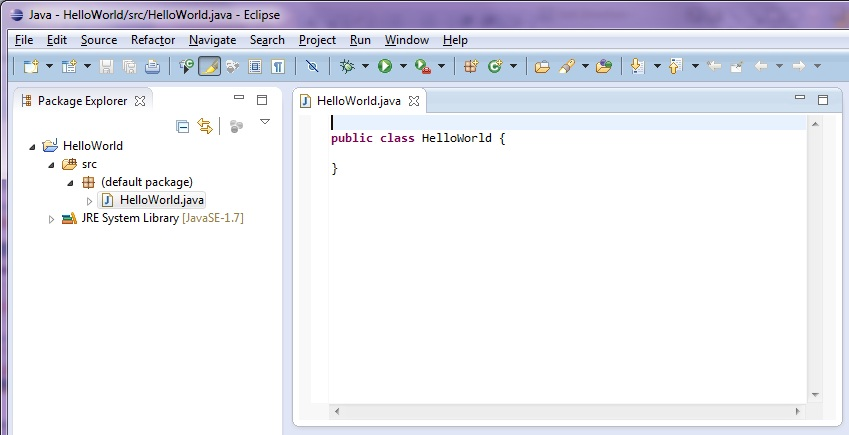 Java - HelloWorld/src/HelloWorld.java - Eclipse
File Edit Source Refactor Navigate Search Project Run Window Help
Package Explorer
HelloWorld
src
(default package)
HelloWorld.java
JRE System Library [JavaSE-1.7]
HelloWorld.java
public class HelloWorld {
}